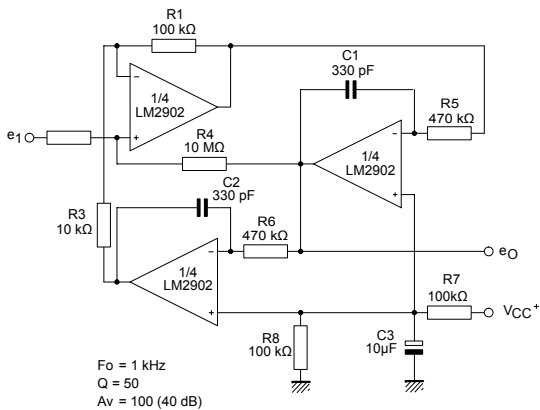 R1
100 kΩ
C1
330 pF
1/4
LM2902
R5
470 kΩ
e1
R4
10 MΩ
1/4
LM2902
C2
330 pF
R3
10 kΩ
R6
470 kΩ
eO
1/4
LM2902
R7
100kΩ
VCC+
R8
100 kΩ
C3
10µF
Fo = 1 kHz
Q = 50
Av = 100 (40 dB)
- + - + - +